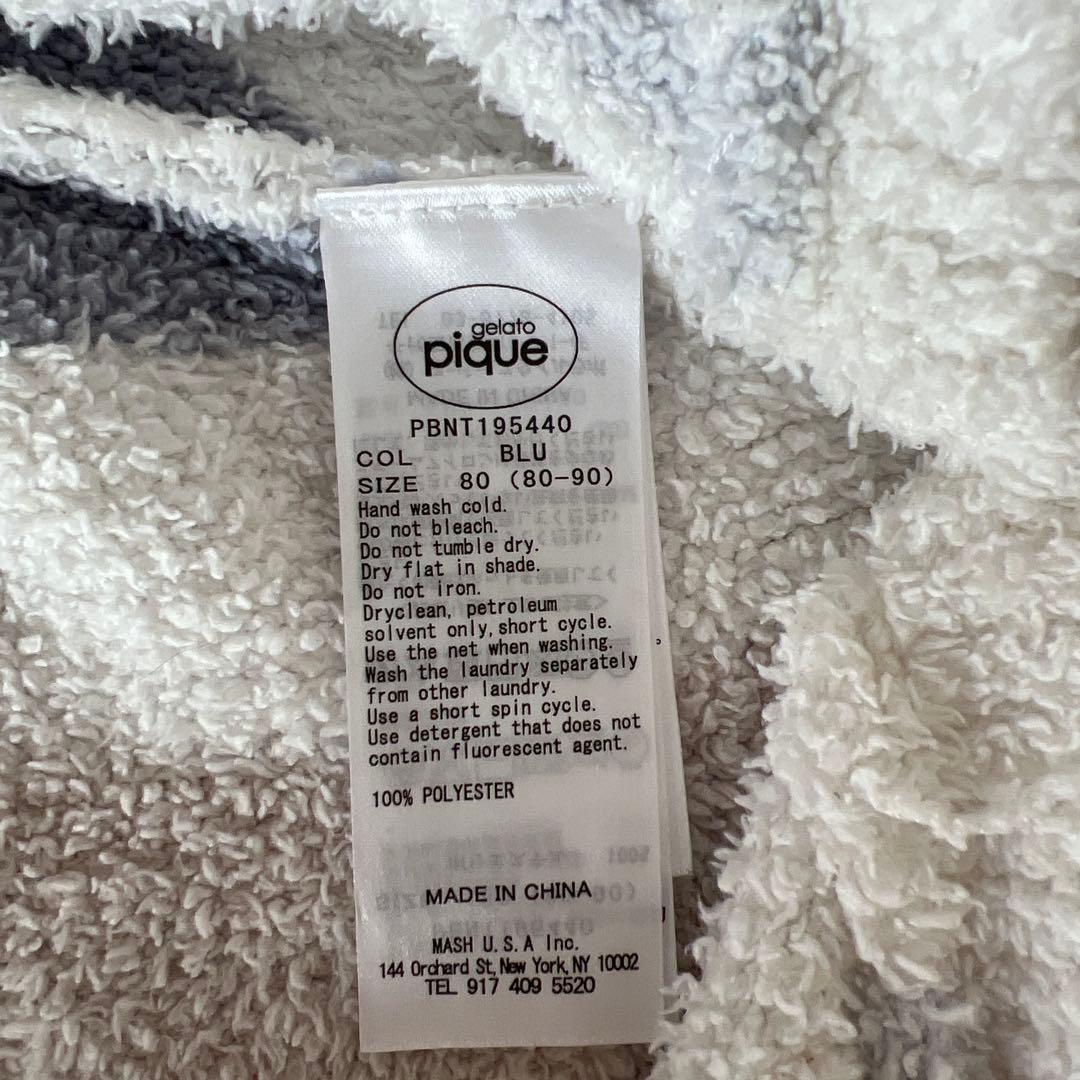 gelato
pique
PBNT195440
COL BLU
SIZE 80 (80-90)
Hand wash cold.
Do not bleach.
Do not tumble dry.
Dry flat in shade.
Do not iron.
Dryclean, petroleum
solvent only, short cycle.
Use the net when washing.
Wash the laundry separately
from other laundry.
Use a short spin cycle.
Use detergent that does not
contain fluorescent agent.
100% POLYESTER
MADE IN CHINA
MASH U.S.A Inc.
144 Orchard St, New York, NY 10002
TEL 917 409 5520